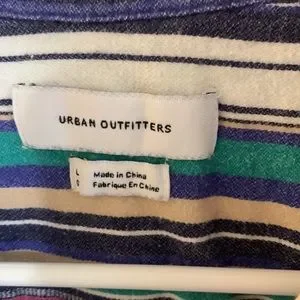 URBAN OUTFITTERS
L Made in China
G Fabriqué En Chine